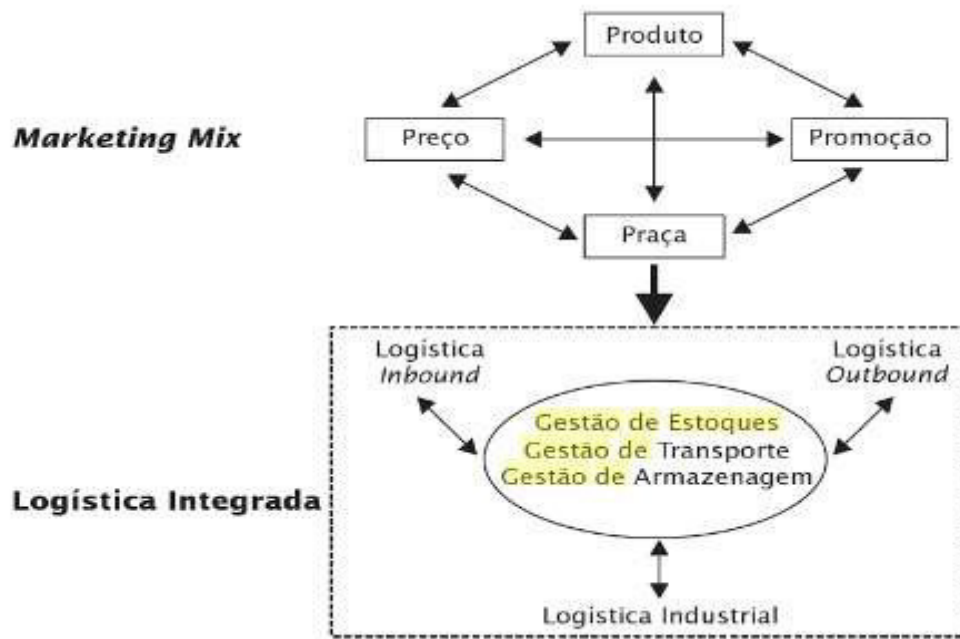 Produto
Marketing Mix
Preço
Promoção
Praça
Logística
Inbound
Logística
Outbound
Gestão de Estoques
Gestão de Transporte
Gestão de Armazenagem
Logística Integrada
Logística Industrial